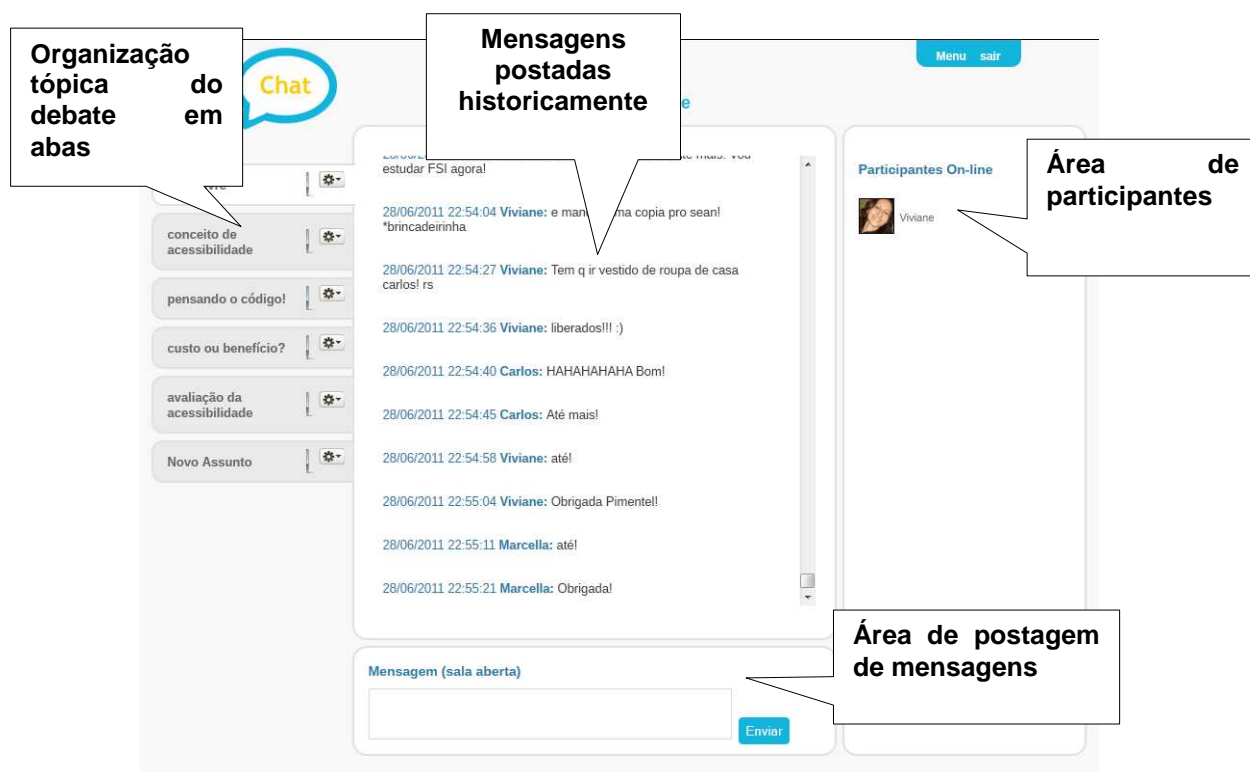 Organização
tópica do
debate em
abas
Mensagens
postadas
historicamente
Área de
participantes
Área de postagem
de mensagens
Chat
Menu sair
e
conceito de
acessibilidade
pensando o código!
custo ou benefício?
avaliação da
acessibilidade
Novo Assunto
estudar FSI agora!
28/06/2011 22:54:04 Viviane: e man ma copia pro sean!
*brincadeirinha
28/06/2011 22:54:27 Viviane: Tem q ir vestido de roupa de casa
carlos! rs
28/06/2011 22:54:36 Viviane: liberados!!! :)
28/06/2011 22:54:40 Carlos: HAHAHAHAHA Bom!
28/06/2011 22:54:45 Carlos: Até mais!
28/06/2011 22:54:58 Viviane: até!
28/06/2011 22:55:04 Viviane: Obrigada Pimentel!
28/06/2011 22:55:11 Marcella: até!
28/06/2011 22:55:21 Marcella: Obrigada!
Participantes On-line
Viviane
Mensagem (sala aberta)
Enviar